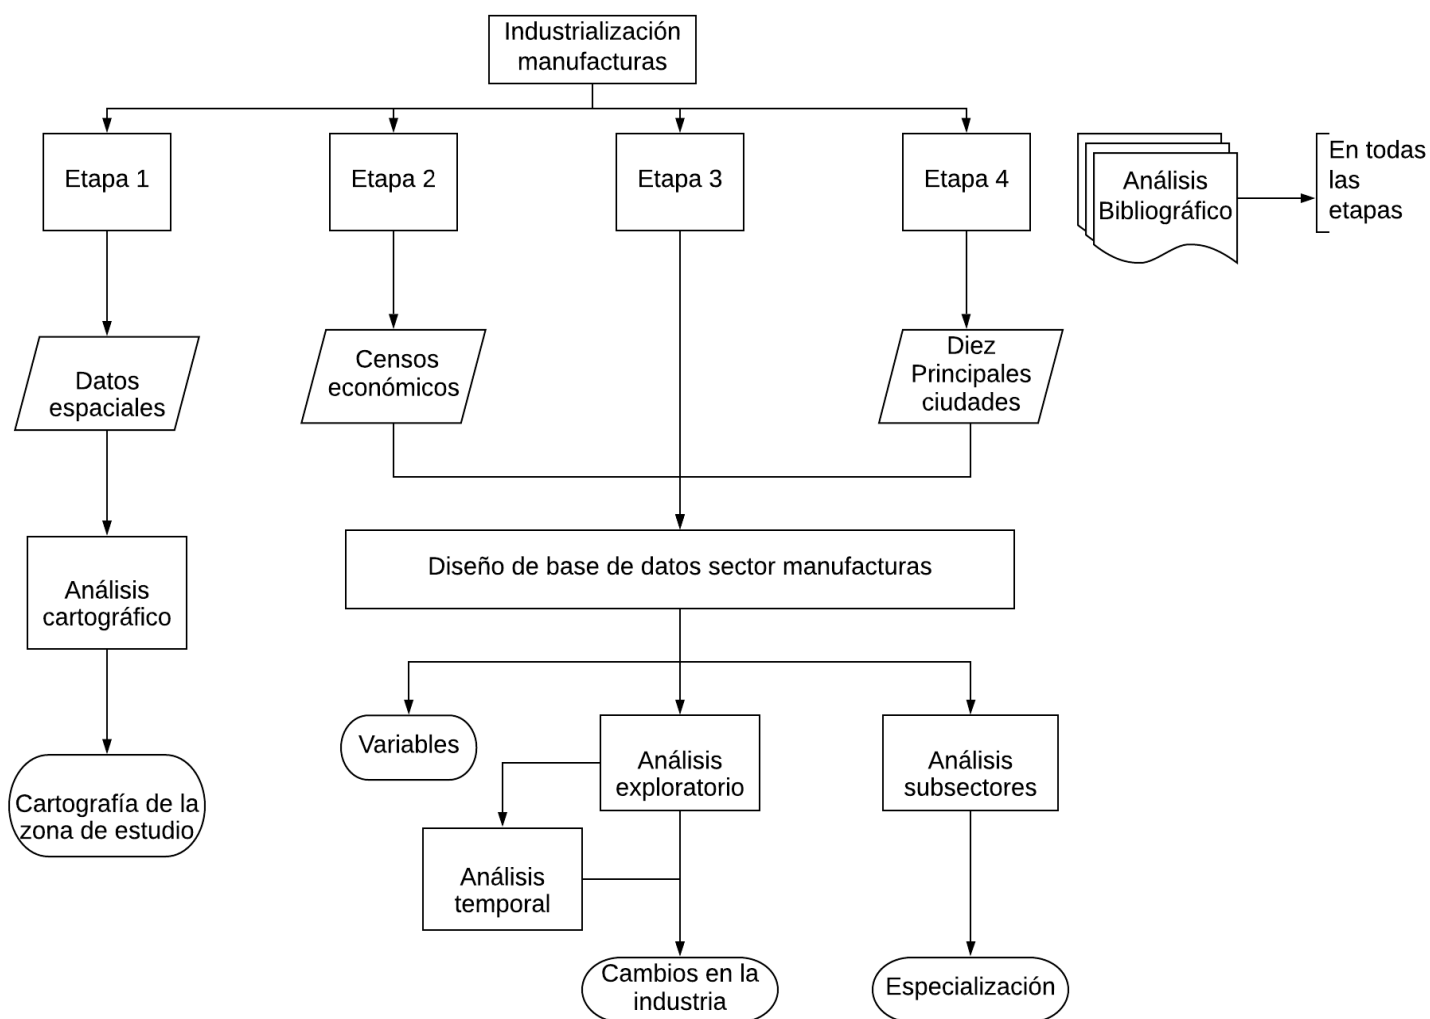 Industrialización
manufacturas
Etapa 1
Etapa 2
Etapa 3
Etapa 4
Análisis
Bibliográfico
En todas
las
etapas
Datos
espaciales
Censos
económicos
Diez
Principales
ciudades
Análisis
cartográfico
Diseño de base de datos sector manufacturas
Cartografía de la
zona de estudio
Variables
Análisis
exploratorio
Análisis
subsectores
Análisis
temporal
Cambios en la
industria
Especialización